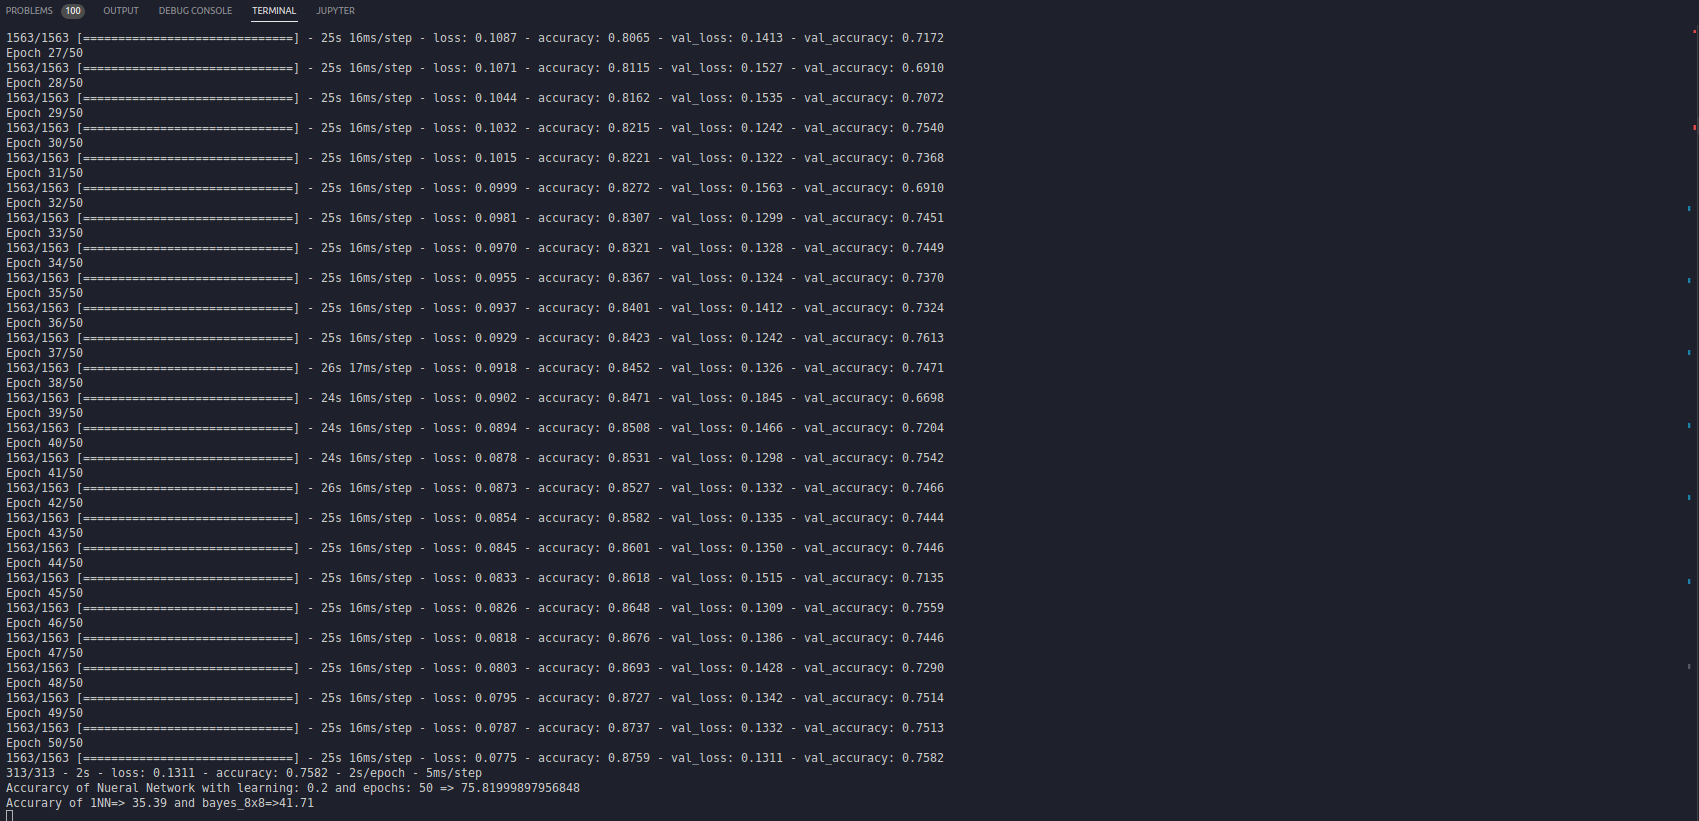 PROBLEMS 100 OUTPUT DEBUG CONSOLE TERMINAL JUPYTER
1563/1563 [==============================] - 25s 16ms/step - loss: 0.1087 - accuracy: 0.8065 - val_loss: 0.1413 - val_accuracy: 0.7172
Epoch 27/50
1563/1563 [==============================] - 25s 16ms/step - loss: 0.1071 - accuracy: 0.8115 - val_loss: 0.1527 - val_accuracy: 0.6910
Epoch 28/50
1563/1563 [==============================] - 25s 16ms/step - loss: 0.1044 - accuracy: 0.8162 - val_loss: 0.1535 - val_accuracy: 0.7072
Epoch 29/50
1563/1563 [==============================] - 25s 16ms/step - loss: 0.1032 - accuracy: 0.8215 - val_loss: 0.1242 - val_accuracy: 0.7540
Epoch 30/50
1563/1563 [==============================] - 25s 16ms/step - loss: 0.1015 - accuracy: 0.8221 - val_loss: 0.1322 - val_accuracy: 0.7368
Epoch 31/50
1563/1563 [==============================] - 25s 16ms/step - loss: 0.0999 - accuracy: 0.8272 - val_loss: 0.1563 - val_accuracy: 0.6910
Epoch 32/50
1563/1563 [==============================] - 25s 16ms/step - loss: 0.0981 - accuracy: 0.8307 - val_loss: 0.1299 - val_accuracy: 0.7451
Epoch 33/50
1563/1563 [==============================] - 25s 16ms/step - loss: 0.0970 - accuracy: 0.8321 - val_loss: 0.1328 - val_accuracy: 0.7449
Epoch 34/50
1563/1563 [==============================] - 25s 16ms/step - loss: 0.0955 - accuracy: 0.8367 - val_loss: 0.1324 - val_accuracy: 0.7370
Epoch 35/50
1563/1563 [==============================] - 25s 16ms/step - loss: 0.0937 - accuracy: 0.8401 - val_loss: 0.1412 - val_accuracy: 0.7324
Epoch 36/50
1563/1563 [==============================] - 25s 16ms/step - loss: 0.0929 - accuracy: 0.8423 - val_loss: 0.1242 - val_accuracy: 0.7613
Epoch 37/50
1563/1563 [==============================] - 26s 17ms/step - loss: 0.0918 - accuracy: 0.8452 - val_loss: 0.1326 - val_accuracy: 0.7471
Epoch 38/50
1563/1563 [==============================] - 24s 16ms/step - loss: 0.0902 - accuracy: 0.8471 - val_loss: 0.1845 - val_accuracy: 0.6698
Epoch 39/50
1563/1563 [==============================] - 24s 16ms/step - loss: 0.0894 - accuracy: 0.8508 - val_loss: 0.1466 - val_accuracy: 0.7204
Epoch 40/50
1563/1563 [==============================] - 24s 16ms/step - loss: 0.0878 - accuracy: 0.8531 - val_loss: 0.1298 - val_accuracy: 0.7542
Epoch 41/50
1563/1563 [==============================] - 26s 16ms/step - loss: 0.0873 - accuracy: 0.8527 - val_loss: 0.1332 - val_accuracy: 0.7466
Epoch 42/50
1563/1563 [==============================] - 25s 16ms/step - loss: 0.0854 - accuracy: 0.8582 - val_loss: 0.1335 - val_accuracy: 0.7444
Epoch 43/50
1563/1563 [==============================] - 25s 16ms/step - loss: 0.0845 - accuracy: 0.8601 - val_loss: 0.1350 - val_accuracy: 0.7446
Epoch 44/50
1563/1563 [==============================] - 25s 16ms/step - loss: 0.0833 - accuracy: 0.8618 - val_loss: 0.1515 - val_accuracy: 0.7135
Epoch 45/50
1563/1563 [==============================] - 25s 16ms/step - loss: 0.0826 - accuracy: 0.8648 - val_loss: 0.1309 - val_accuracy: 0.7559
Epoch 46/50
1563/1563 [==============================] - 25s 16ms/step - loss: 0.0818 - accuracy: 0.8676 - val_loss: 0.1386 - val_accuracy: 0.7446
Epoch 47/50
1563/1563 [==============================] - 25s 16ms/step - loss: 0.0803 - accuracy: 0.8693 - val_loss: 0.1428 - val_accuracy: 0.7290
Epoch 48/50
1563/1563 [==============================] - 25s 16ms/step - loss: 0.0795 - accuracy: 0.8727 - val_loss: 0.1342 - val_accuracy: 0.7514
Epoch 49/50
1563/1563 [==============================] - 25s 16ms/step - loss: 0.0787 - accuracy: 0.8737 - val_loss: 0.1332 - val_accuracy: 0.7513
Epoch 50/50
1563/1563 [==============================] - 25s 16ms/step - loss: 0.0775 - accuracy: 0.8759 - val_loss: 0.1311 - val_accuracy: 0.7582
313/313 - 2s - loss: 0.1311 - accuracy: 0.7582 - 2s/epoch - 5ms/step
Accurarcy of Nueral Network with learning: 0.2 and epochs: 50 => 75.81999897956848
Accurary of 1NN=> 35.39 and bayes_8x8=>41.71